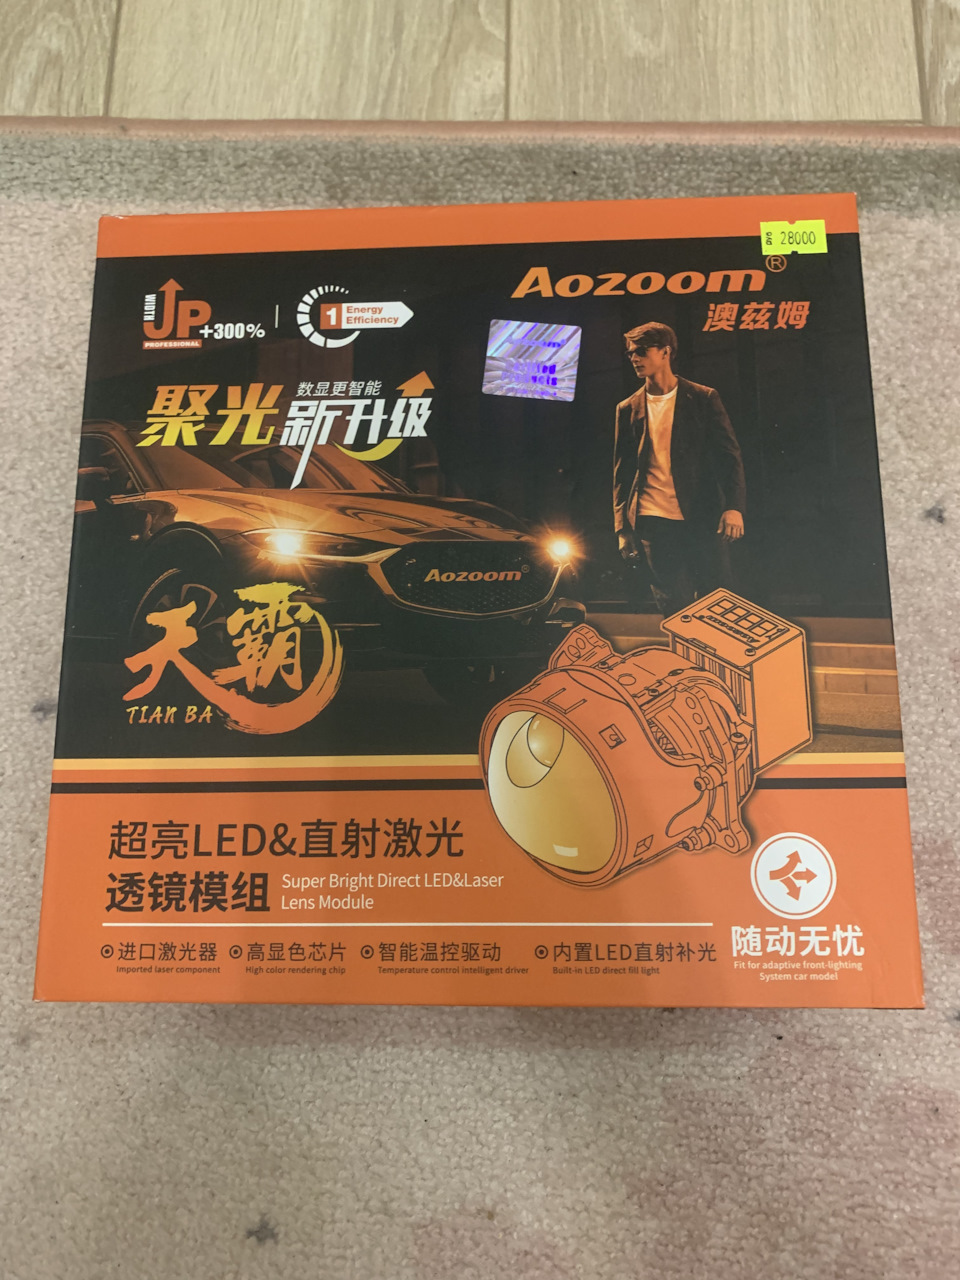 28000
Aozoom®
澳兹姆
WIDTH
UP +300%
PROFESSIONAL
1 Energy
Efficiency
聚光
数显更智能
新升级
Aozoom®
天霸
TIAN BA
超亮LED&直射激光
透镜模组
Super Bright Direct LED&Laser
Lens Module
进口激光器
Imported laser component
高显色芯片
High color rendering chip
智能温控驱动
Temperature control intelligent driver
内置LED直射补光
Built-in LED direct fill light
随动无忧
Fit for adaptive front-lighting
System car model